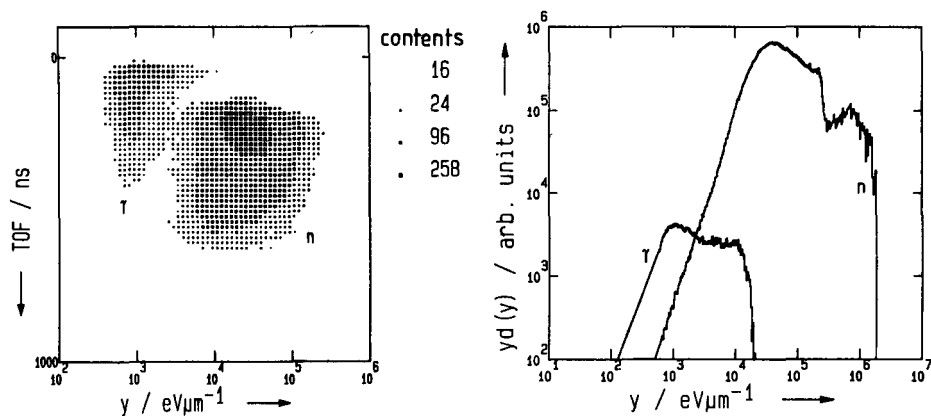 contents
16
24
96
258
0
1000
TOF / ns
γ
n
10² 10³ 10⁴ 10⁵ 10⁶
y / eVµm⁻¹
10⁶
10⁵
10⁴
10³
10²
yd(y) / arb. units
γ
n
10¹ 10² 10³ 10⁴ 10⁵ 10⁶ 10⁷
y / eVµm⁻¹